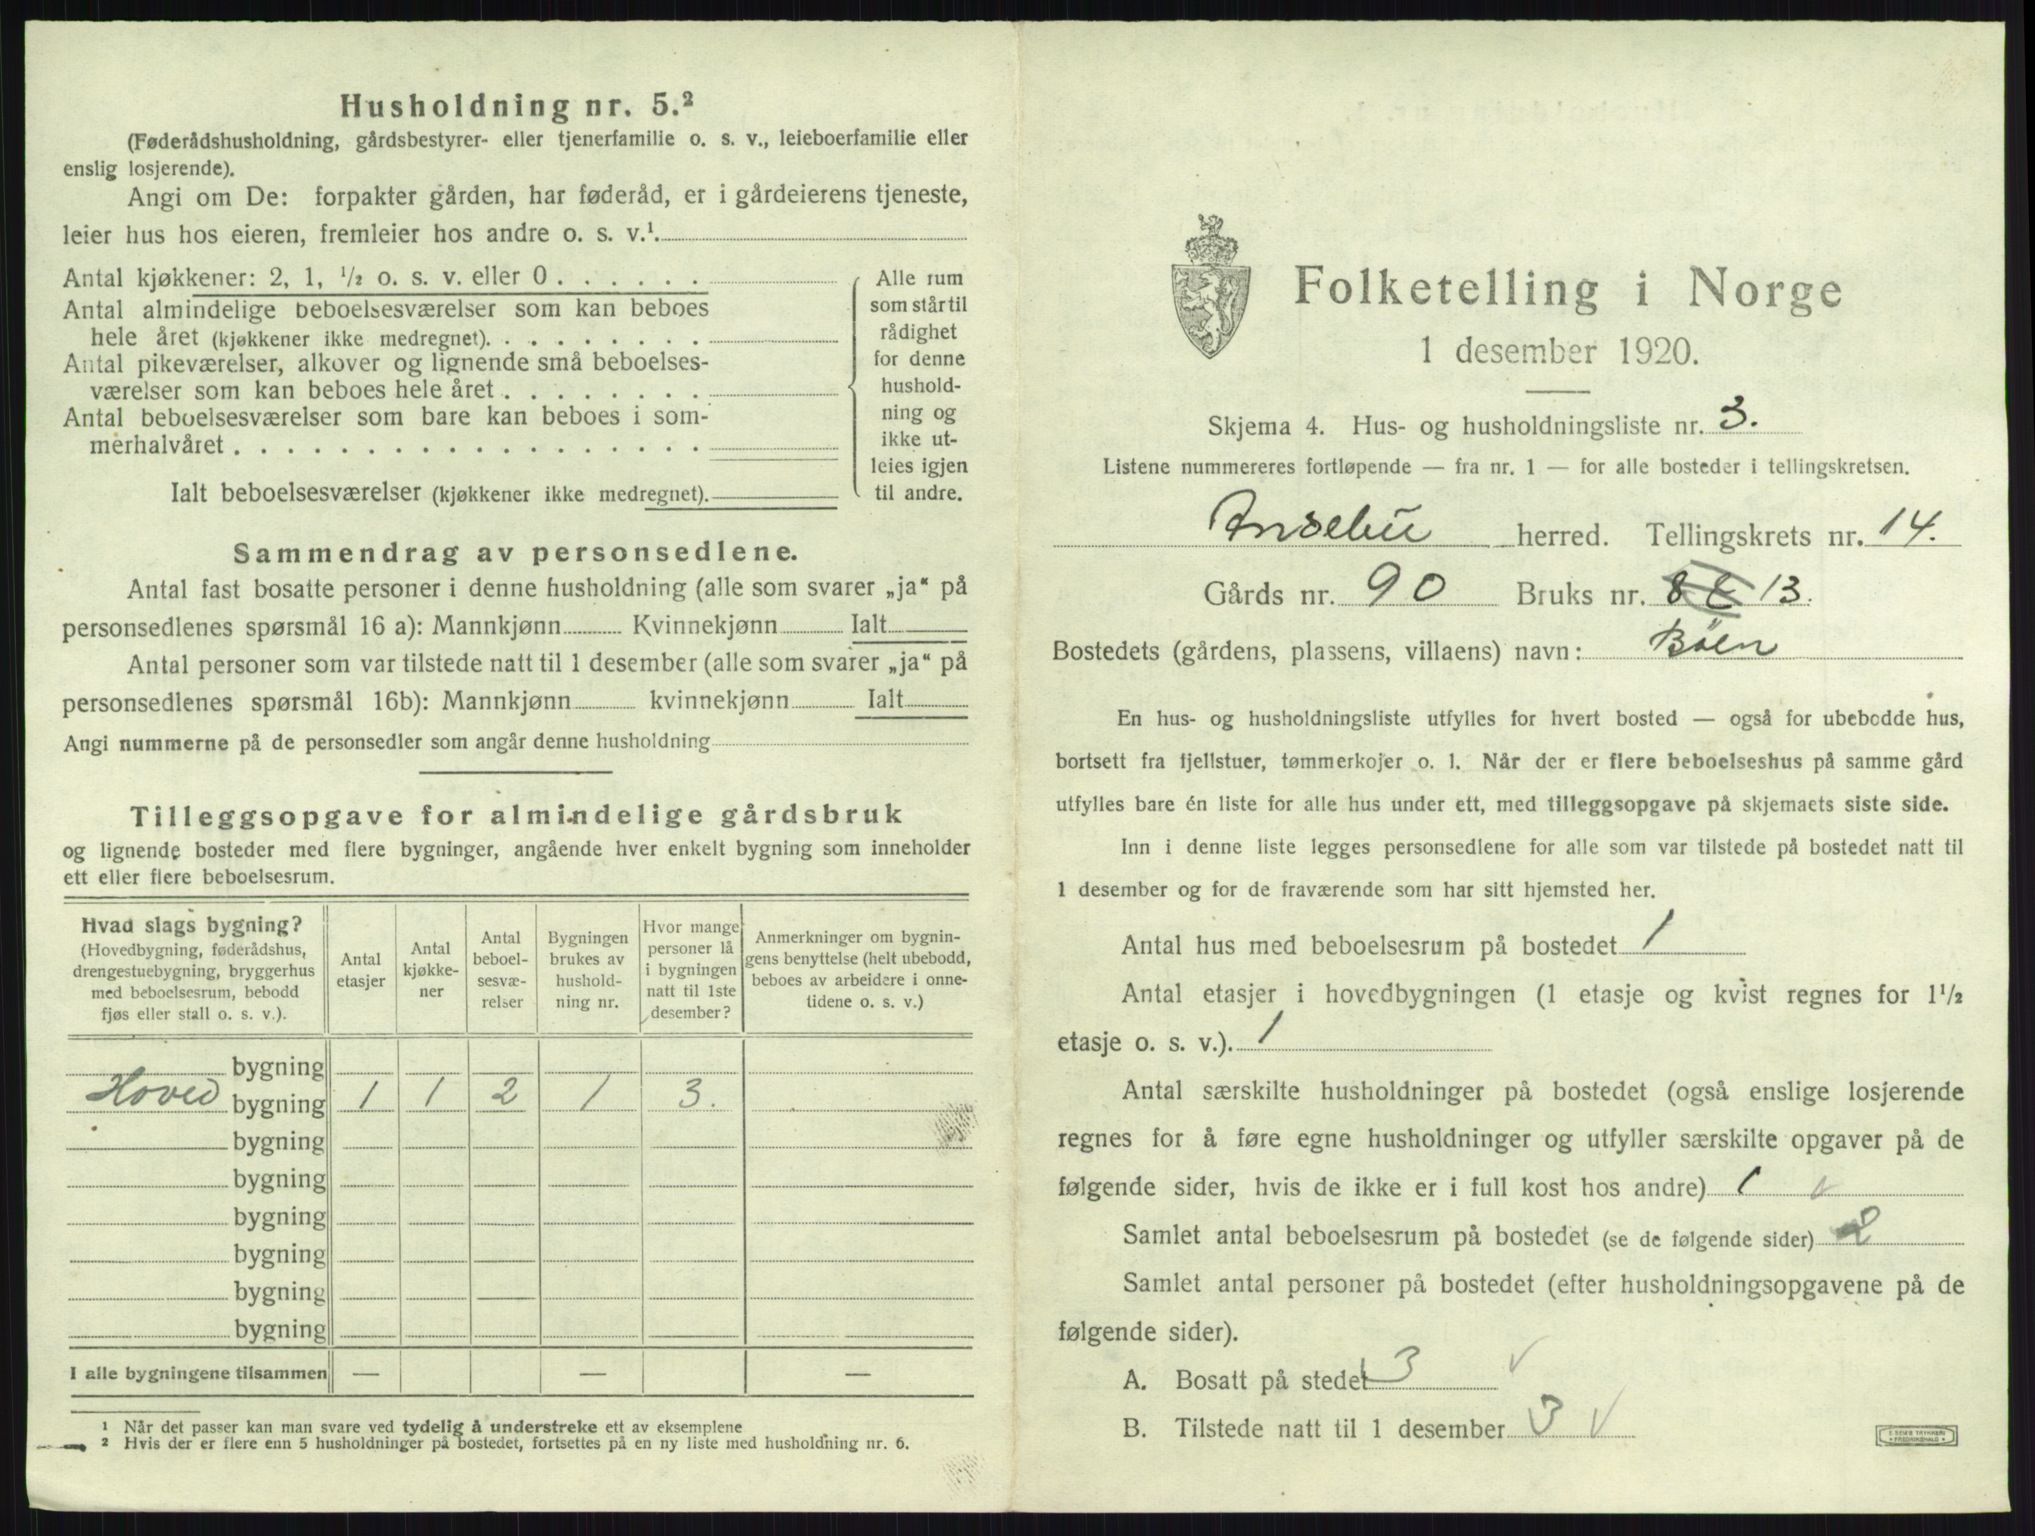 Husholdning nr. 5.²
(Føderådshusholdning, gårdsbestyrer- eller tjenerfamilie o. s. v., leieboerfamilie eller
enslig losjerende).
Angi om De: forpakter gården, har føderåd, er i gårdeierens tjeneste,
leier hus hos eieren, fremleier hos andre o. s. v.¹.
Antal kjøkkener: 2, 1, ½ o. s. v. eller 0 . . . . . .
Antal almindelige beboelsesværelser som kan beboes
hele året (kjøkkener ikke medregnet). . . . . . . . .
Antal pikeværelser, alkover og lignende små beboelses-
værelser som kan beboes hele året . . . . . . . .
Antal beboelsesværelser som bare kan beboes i som-
merhalvåret . . . . . . . . . . . . . . . . . .
Ialt beboelsesværelser (kjøkkener ikke medregnet).
Alle rum
som står til
rådighet
for denne
hushold-
ning og
ikke ut-
leies igjen
til andre.
Sammendrag av personsedlene.
Antal fast bosatte personer i denne husholdning (alle som svarer „ja“ på
personsedlenes spørsmål 16 a): Mannkjønn Kvinnekjønn Ialt
Antal personer som var tilstede natt til 1 desember (alle som svarer „ja“ på
personsedlenes spørsmål 16b): Mannkjønn kvinnekjønn Ialt
Angi nummerne på de personsedler som angår denne husholdning
Tilleggsopgave for almindelige gårdsbruk
og lignende bosteder med flere bygninger, angående hver enkelt bygning som inneholder
ett eller flere beboelsesrum.
Hvad slags bygning?
(Hovedbygning, føderådshus,
drengestuebygning, bryggerhus
med beboelsesrum, bebodd
fjøs eller stall o. s. v.).
Antal
etasjer
Antal
kjøkke-
ner
Antal
beboel-
sesvæ-
relser
Bygningen
brukes av
hushold-
ning nr.
Hvor mange
personer lå
i bygningen
natt til 1ste
desember?
Anmerkninger om bygnin-
gens benyttelse (helt ubebodd,
beboes av arbeidere i onne-
tidene o. s. v.)
bygning
Hoved bygning 1 1 2 1 3.
bygning
bygning
bygning
bygning
bygning
bygning
I alle bygningene tilsammen — — —
¹ Når det passer kan man svare ved tydelig å understreke ett av eksemplene
² Hvis der er flere enn 5 husholdninger på bostedet, fortsettes på en ny liste med husholdning nr. 6.
Folketelling i Norge
1 desember 1920.
Skjema 4. Hus- og husholdningsliste nr. 3.
Listene nummereres fortløpende — fra nr. 1 — for alle bosteder i tellingskretsen.
Andebu herred. Tellingskrets nr. 14.
Gårds nr. 90 Bruks nr. 13.
Bostedets (gårdens, plassens, villaens) navn: Bøen
En hus- og husholdningsliste utfylles for hvert bosted — også for ubebodde hus,
bortsett fra fjellstuer, tømmerkojer o. l. Når der er flere beboelseshus på samme gård
utfylles bare én liste for alle hus under ett, med tilleggsopgave på skjemaets siste side.
Inn i denne liste legges personsedlene for alle som var tilstede på bostedet natt til
1 desember og for de fraværende som har sitt hjemsted her.
Antal hus med beboelsesrum på bostedet 1
Antal etasjer i hovedbygningen (1 etasje og kvist regnes for 1½
etasje o. s. v.). 1
Antal særskilte husholdninger på bostedet (også enslige losjerende
regnes for å føre egne husholdninger og utfyller særskilte opgaver på de
følgende sider, hvis de ikke er i full kost hos andre) 1
Samlet antal beboelsesrum på bostedet (se de følgende sider) 2
Samlet antal personer på bostedet (efter husholdningsopgavene på de
følgende sider).
A. Bosatt på stedet 3
B. Tilstede natt til 1 desember 3